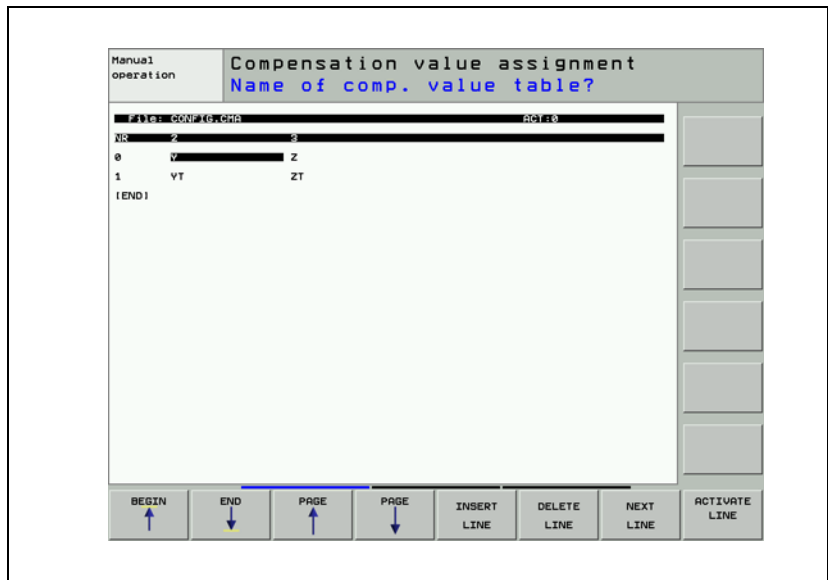 Manual
operation
Compensation value assignment
Name of comp. value table?
File: CONFIG.CMA ACT:0
NR 2 3
0 Y Z
1 YT ZT
[END]
BEGIN
END
PAGE
PAGE
INSERT
LINE
DELETE
LINE
NEXT
LINE
ACTIVATE
LINE